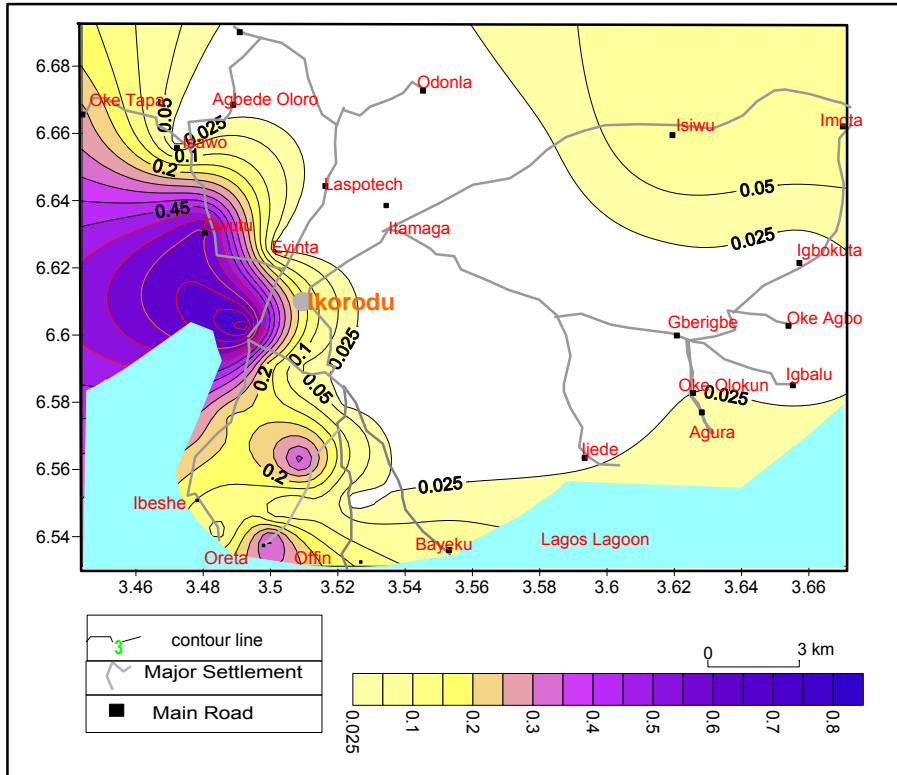 6.68
6.66
6.64
6.62
6.6
6.58
6.56
6.54
3.46
3.48
3.5
3.52
3.54
3.56
3.58
3.6
3.62
3.64
3.66
Odonla
Oke Tapa
Agbede Oloro
0.05
0.025
Isawo
0.1
0.2
Isiwu
Imota
Laspotech
0.05
0.45
Owutu
Itamaga
0.025
Eyinta
Igbokuta
Ikorodu
Oke Agbo
Gberigbe
0.1
0.025
0.2
0.05
Igbalu
Oke Olokun
0.025
Agura
Ijede
0.2
0.025
Ibeshe
Oreta
Offin
Bayeku
Lagos Lagoon
contour line
3
Major Settlement
Main Road
0
3 km
0.025
0.1
0.2
0.3
0.4
0.5
0.6
0.7
0.8